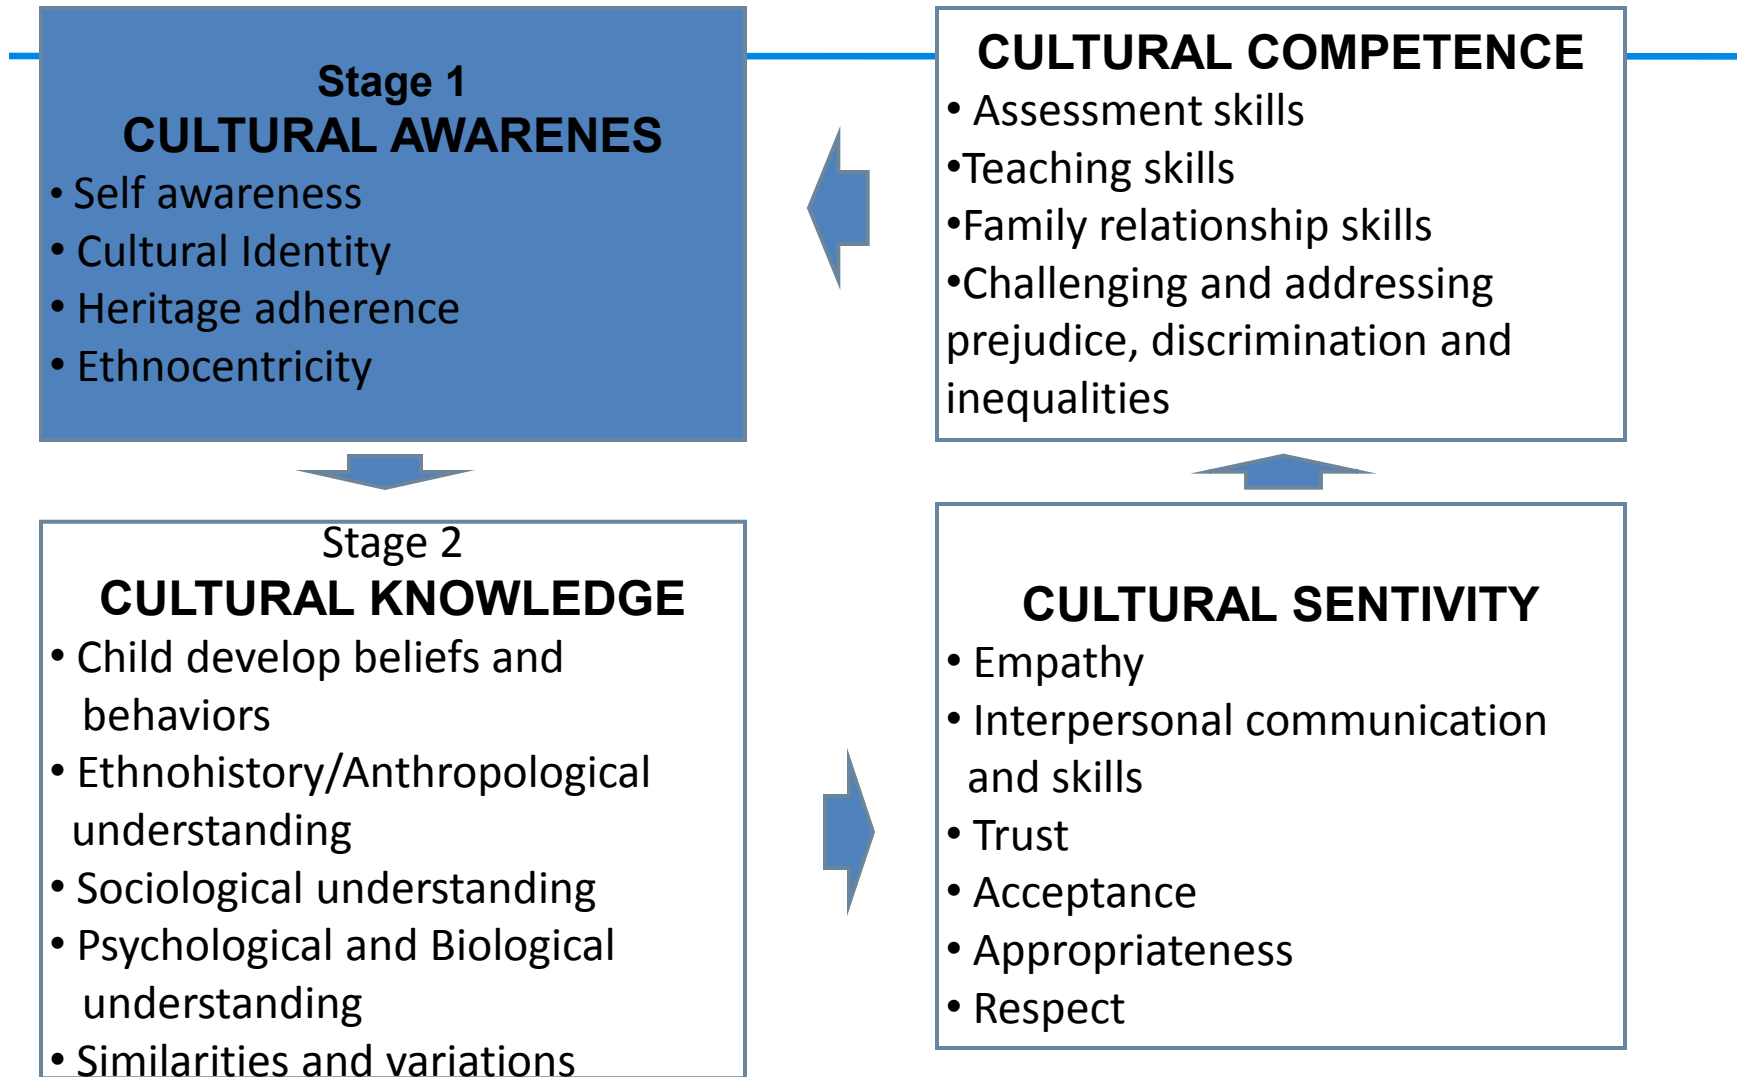 Stage 1
CULTURAL AWARENES
• Self awareness
• Cultural Identity
• Heritage adherence
• Ethnocentricity
Stage 2
CULTURAL KNOWLEDGE
• Child develop beliefs and
behaviors
• Ethnohistory/Anthropological
understanding
• Sociological understanding
• Psychological and Biological
understanding
• Similarities and variations
CULTURAL SENTIVITY
• Empathy
• Interpersonal communication
and skills
• Trust
• Acceptance
• Appropriateness
• Respect
CULTURAL COMPETENCE
• Assessment skills
•Teaching skills
•Family relationship skills
•Challenging and addressing
prejudice, discrimination and
inequalities